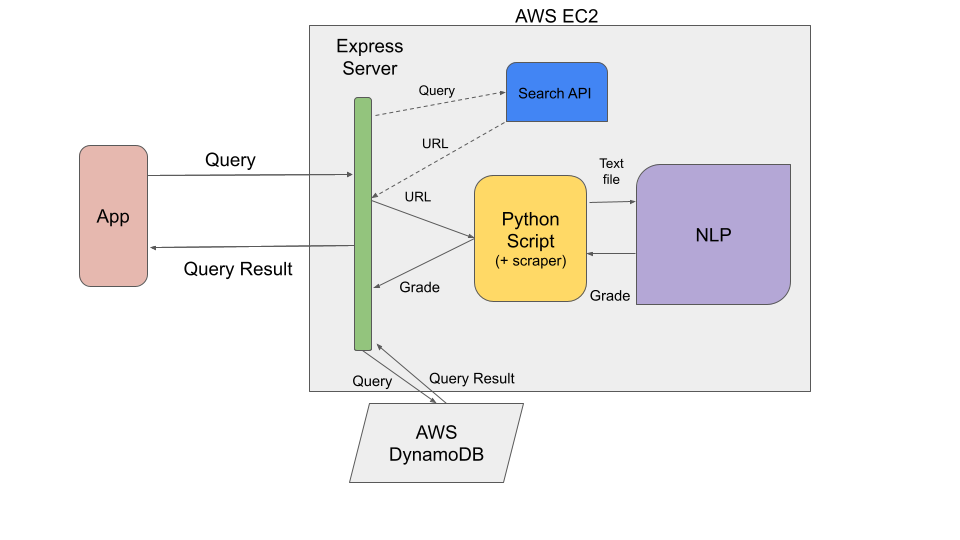 AWS EC2
Express
Server
Query
Search API
URL
Query
Text
file
URL
App
Python
Script
(+ scraper)
NLP
Query Result
Grade
Grade
Query
Query Result
AWS
DynamoDB